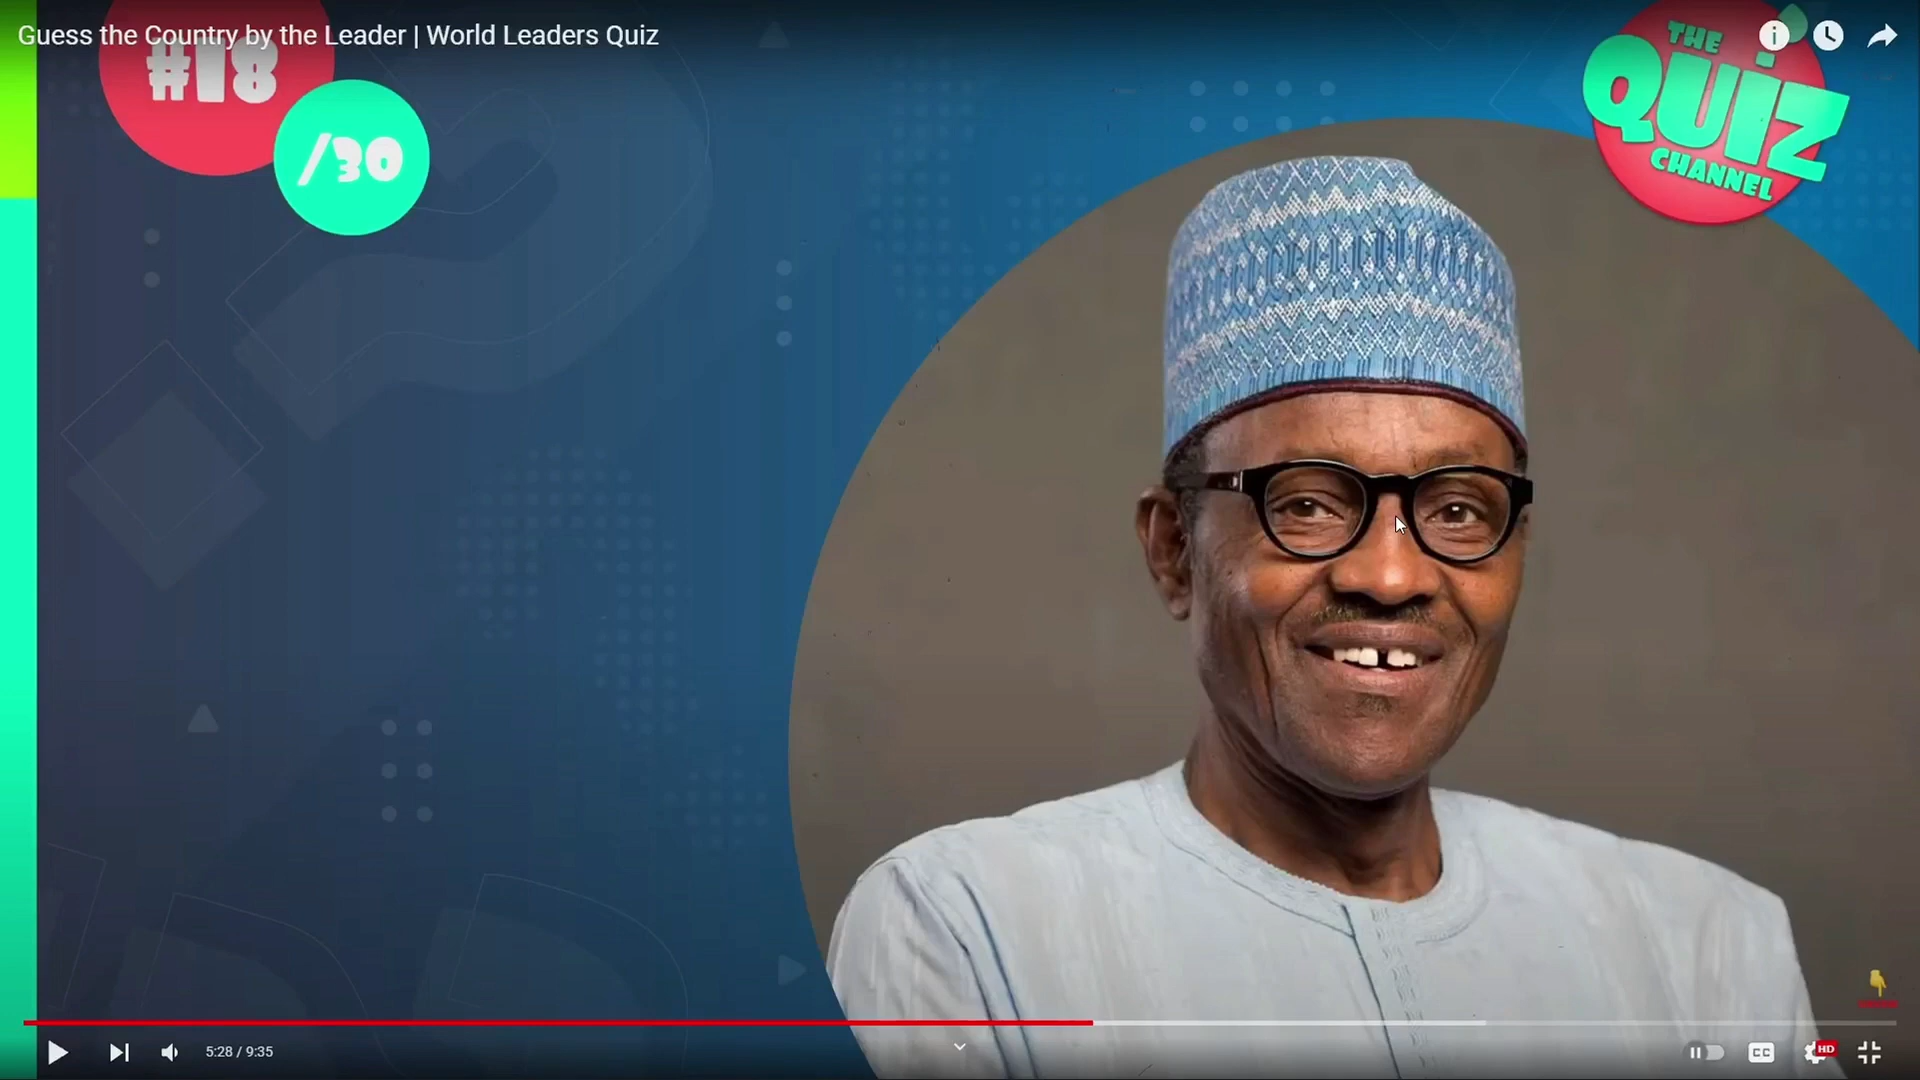 Guess the Country by the Leader | World Leaders Quiz
#18
/30
THE
QUIZ
CHANNEL
5:28 / 9:35
CC
HD